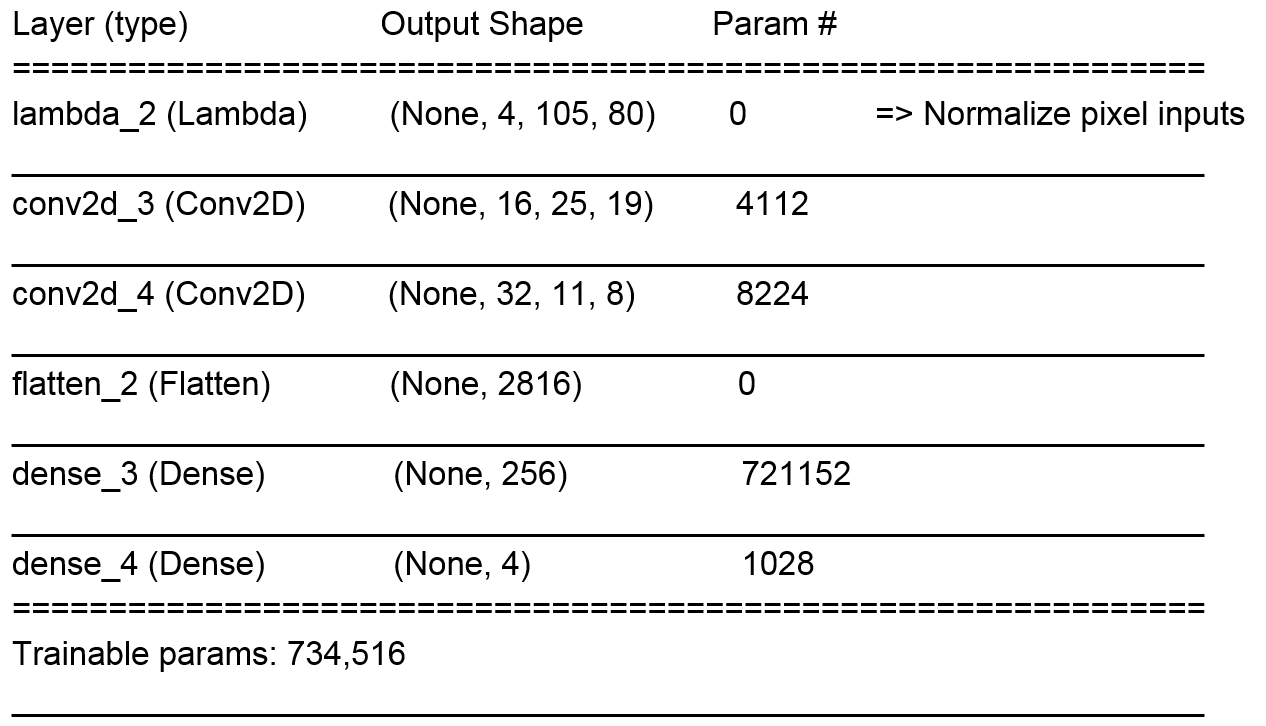 Layer (type) Output Shape Param #
==============================================================
lambda_2 (Lambda) (None, 4, 105, 80) 0 => Normalize pixel inputs
conv2d_3 (Conv2D) (None, 16, 25, 19) 4112
conv2d_4 (Conv2D) (None, 32, 11, 8) 8224
flatten_2 (Flatten) (None, 2816) 0
dense_3 (Dense) (None, 256) 721152
dense_4 (Dense) (None, 4) 1028
==============================================================
Trainable params: 734,516